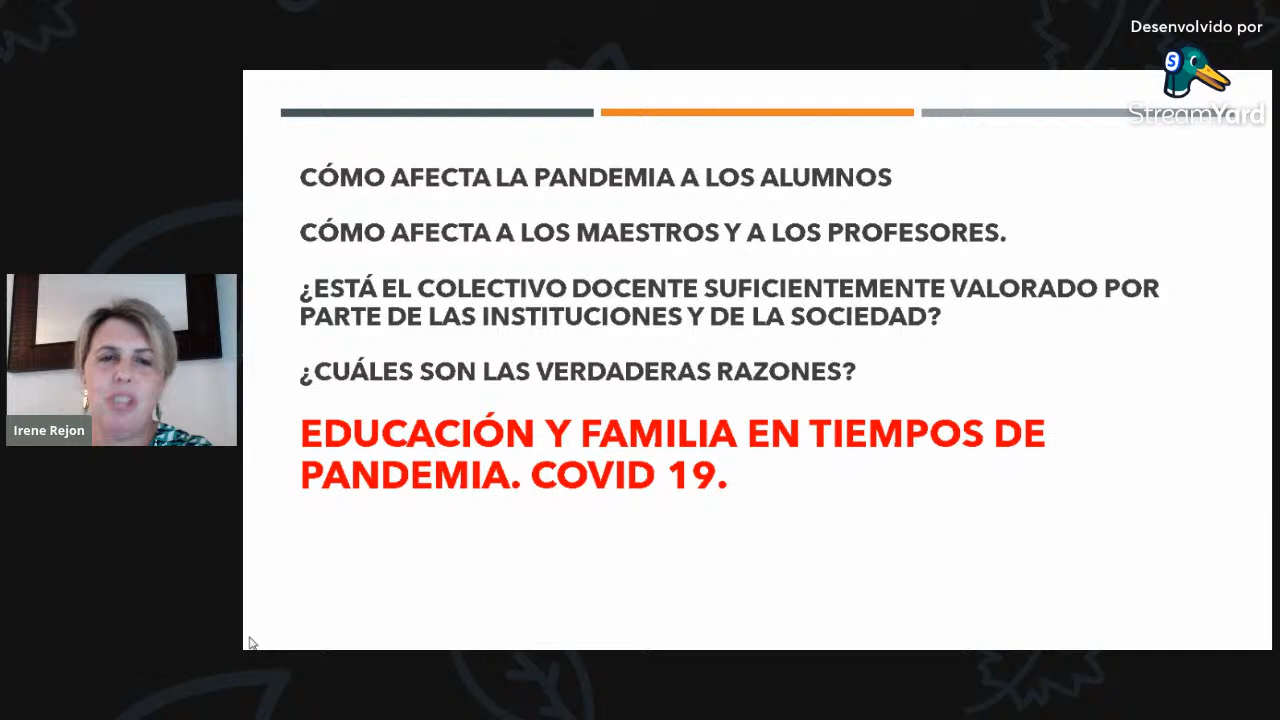 Desenvolvido por
S
StreamYard
CÓMO AFECTA LA PANDEMIA A LOS ALUMNOS
CÓMO AFECTA A LOS MAESTROS Y A LOS PROFESORES.
¿ESTÁ EL COLECTIVO DOCENTE SUFICIENTEMENTE VALORADO POR
PARTE DE LAS INSTITUCIONES Y DE LA SOCIEDAD?
¿CUÁLES SON LAS VERDADERAS RAZONES?
EDUCACIÓN Y FAMILIA EN TIEMPOS DE
PANDEMIA. COVID 19.
Irene Rejon